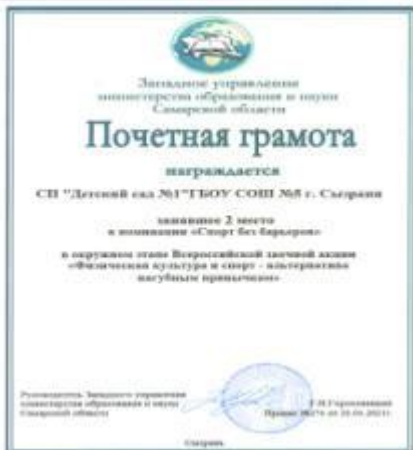 Западное управление
министерства образования и науки
Самарской области
Почетная грамота
награждается
СП "Детский сад №1" ГБОУ СОШ №5 г. Сызрани
занявшее 2 место
в номинации «Спорт без барьеров»
в окружном этапе Всероссийской заочной акции
«Физическая культура и спорт - альтернатива
пагубным привычкам»
Руководитель Западного управления
министерства образования и науки
Самарской области
Приказ
Сызрань